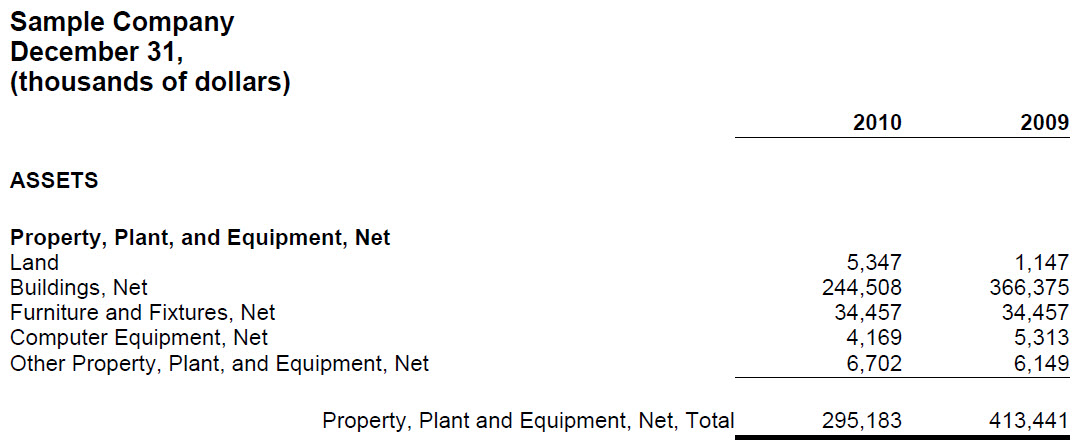 Sample Company
December 31,
(thousands of dollars)
2010 2009
ASSETS
Property, Plant, and Equipment, Net
Land 5,347 1,147
Buildings, Net 244,508 366,375
Furniture and Fixtures, Net 34,457 34,457
Computer Equipment, Net 4,169 5,313
Other Property, Plant, and Equipment, Net 6,702 6,149
Property, Plant and Equipment, Net, Total 295,183 413,441